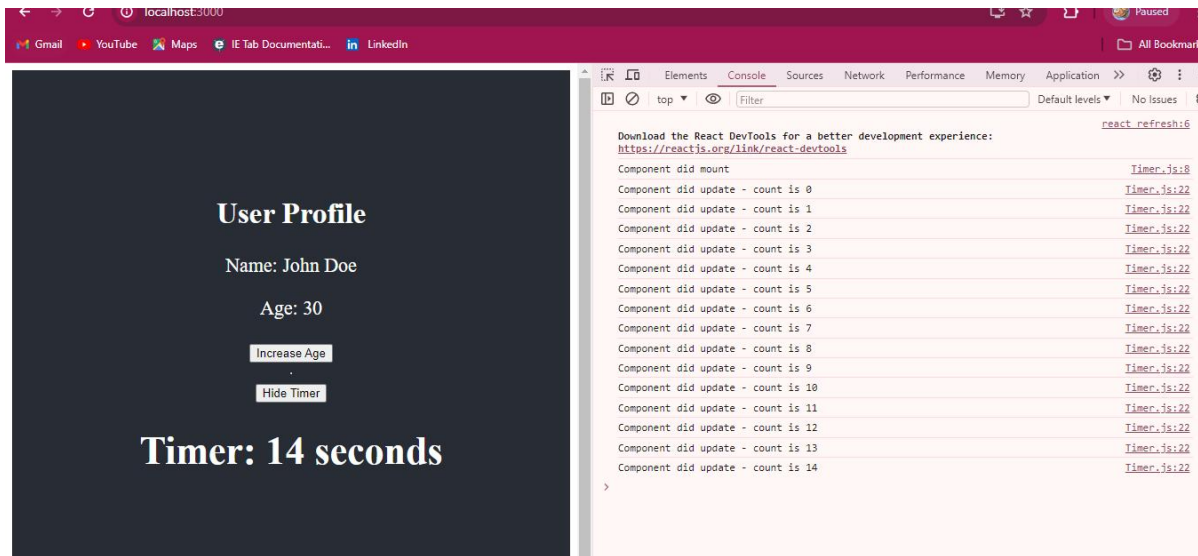 localhost:3000
Paused
Gmail YouTube Maps IE Tab Documentati... LinkedIn
All Bookmar
User Profile
Name: John Doe
Age: 30
Increase Age
.
Hide Timer
Timer: 14 seconds
Elements Console Sources Network Performance Memory Application
top Filter Default levels No Issues
react refresh:6
Download the React DevTools for a better development experience:
https://reactjs.org/link/react-devtools
Component did mount Timer.js:8
Component did update - count is 0 Timer.js:22
Component did update - count is 1 Timer.js:22
Component did update - count is 2 Timer.js:22
Component did update - count is 3 Timer.js:22
Component did update - count is 4 Timer.js:22
Component did update - count is 5 Timer.js:22
Component did update - count is 6 Timer.js:22
Component did update - count is 7 Timer.js:22
Component did update - count is 8 Timer.js:22
Component did update - count is 9 Timer.js:22
Component did update - count is 10 Timer.js:22
Component did update - count is 11 Timer.js:22
Component did update - count is 12 Timer.js:22
Component did update - count is 13 Timer.js:22
Component did update - count is 14 Timer.js:22